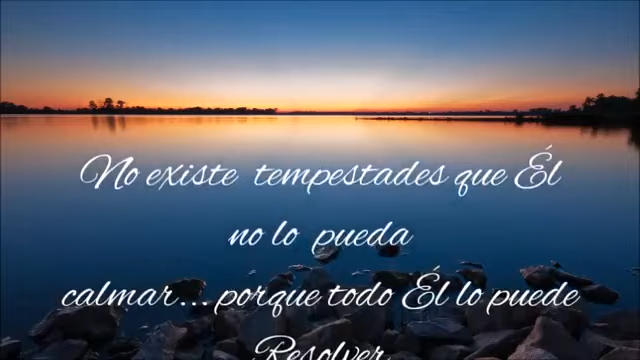 No existe tempestades que Él
no lo pueda
calmar... porque todo Él lo puede
Resolver